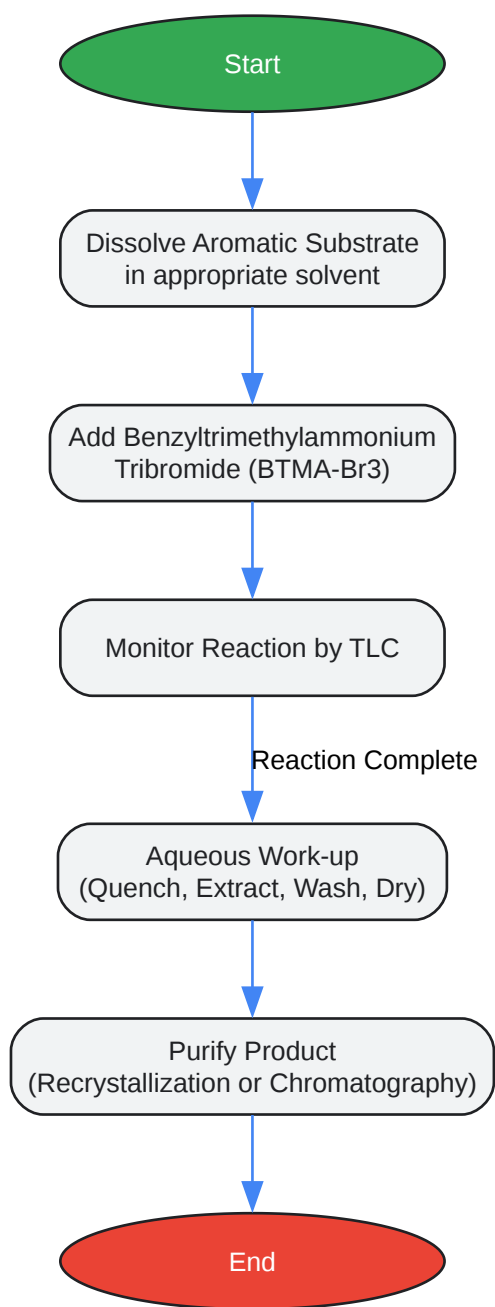 Start
Dissolve Aromatic Substrate
in appropriate solvent
Add Benzyltrimethylammonium
Tribromide (BTMA-Br3)
Monitor Reaction by TLC
Reaction Complete
Aqueous Work-up
(Quench, Extract, Wash, Dry)
Purify Product
(Recrystallization or Chromatography)
End